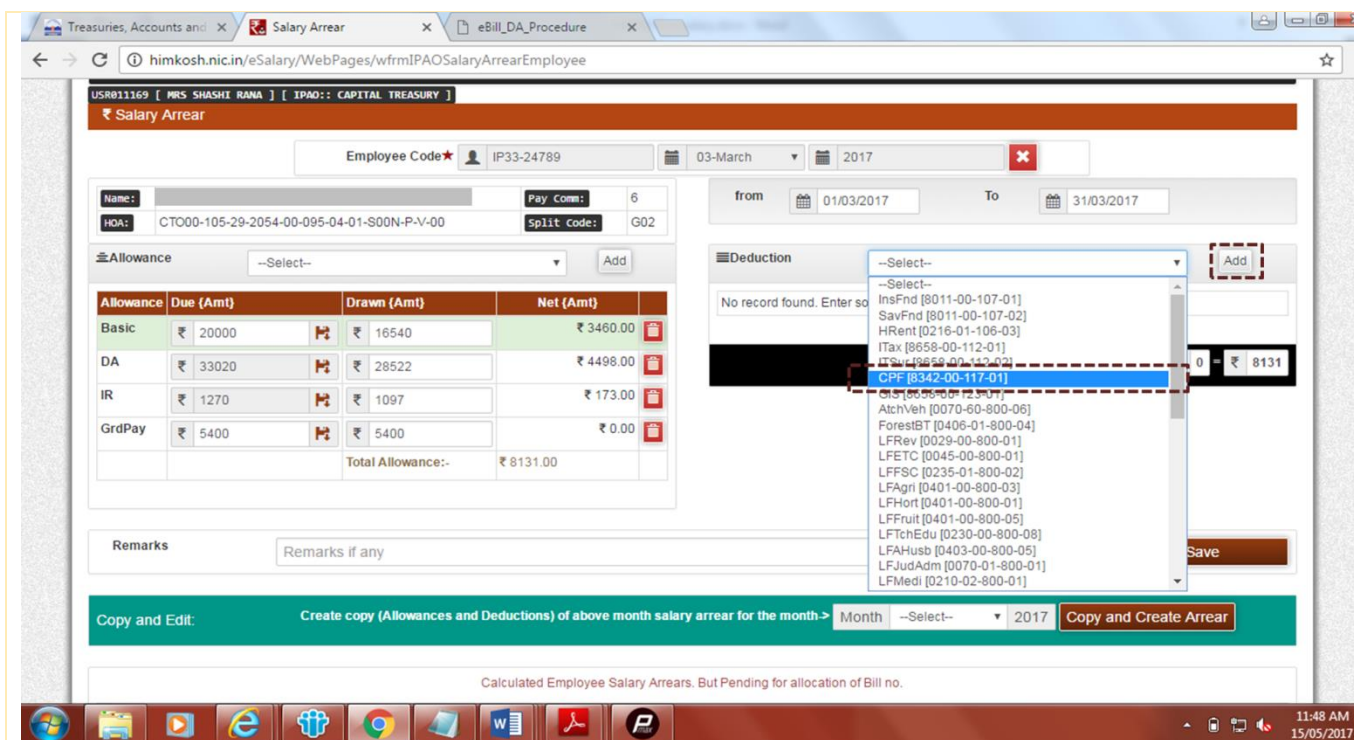 Treasuries, Accounts and
Salary Arrear
eBill_DA_Procedure
himkosh.nic.in/eSalary/WebPages/wfrmIPAOSalaryArrearEmployee
USR011169 [ MRS SHASHI RANA ] [ IPAO:: CAPITAL TREASURY ]
₹ Salary Arrear
Employee Code★ IP33-24789 03-March 2017
Name: Pay Comm: 6
HOA: CTO00-105-29-2054-00-095-04-01-S00N-P-V-00 Split Code: G02
from 01/03/2017 To 31/03/2017
Allowance --Select-- Add
Deduction --Select-- Add
Allowance Due {Amt} Drawn {Amt} Net {Amt}
Basic ₹ 20000 ₹ 16540 ₹ 3460.00
DA ₹ 33020 ₹ 28522 ₹ 4498.00
IR ₹ 1270 ₹ 1097 ₹ 173.00
GrdPay ₹ 5400 ₹ 5400 ₹ 0.00
Total Allowance:- ₹ 8131.00
No record found. Enter so
0 = ₹ 8131
--Select--
InsFnd [8011-00-107-01]
SavFnd [8011-00-107-02]
HRent [0216-01-106-03]
ITax [8658-00-112-01]
ITSur [8658-00-112-02]
CPF [8342-00-117-01]
GIS [8658-60-123-01]
AtchVeh [0070-60-800-06]
ForestBT [0406-01-800-04]
LFRev [0029-00-800-01]
LFETC [0045-00-800-01]
LFFSC [0235-01-800-02]
LFAgri [0401-00-800-03]
LFHort [0401-00-800-01]
LFFruit [0401-00-800-05]
LFTchEdu [0230-00-800-08]
LFAHusb [0403-00-800-05]
LFJudAdm [0070-01-800-01]
LFMedi [0210-02-800-01]
Remarks Remarks if any Save
Copy and Edit: Create copy (Allowances and Deductions) of above month salary arrear for the month-> Month --Select-- 2017 Copy and Create Arrear
Calculated Employee Salary Arrears. But Pending for allocation of Bill no.
11:48 AM
15/05/2017